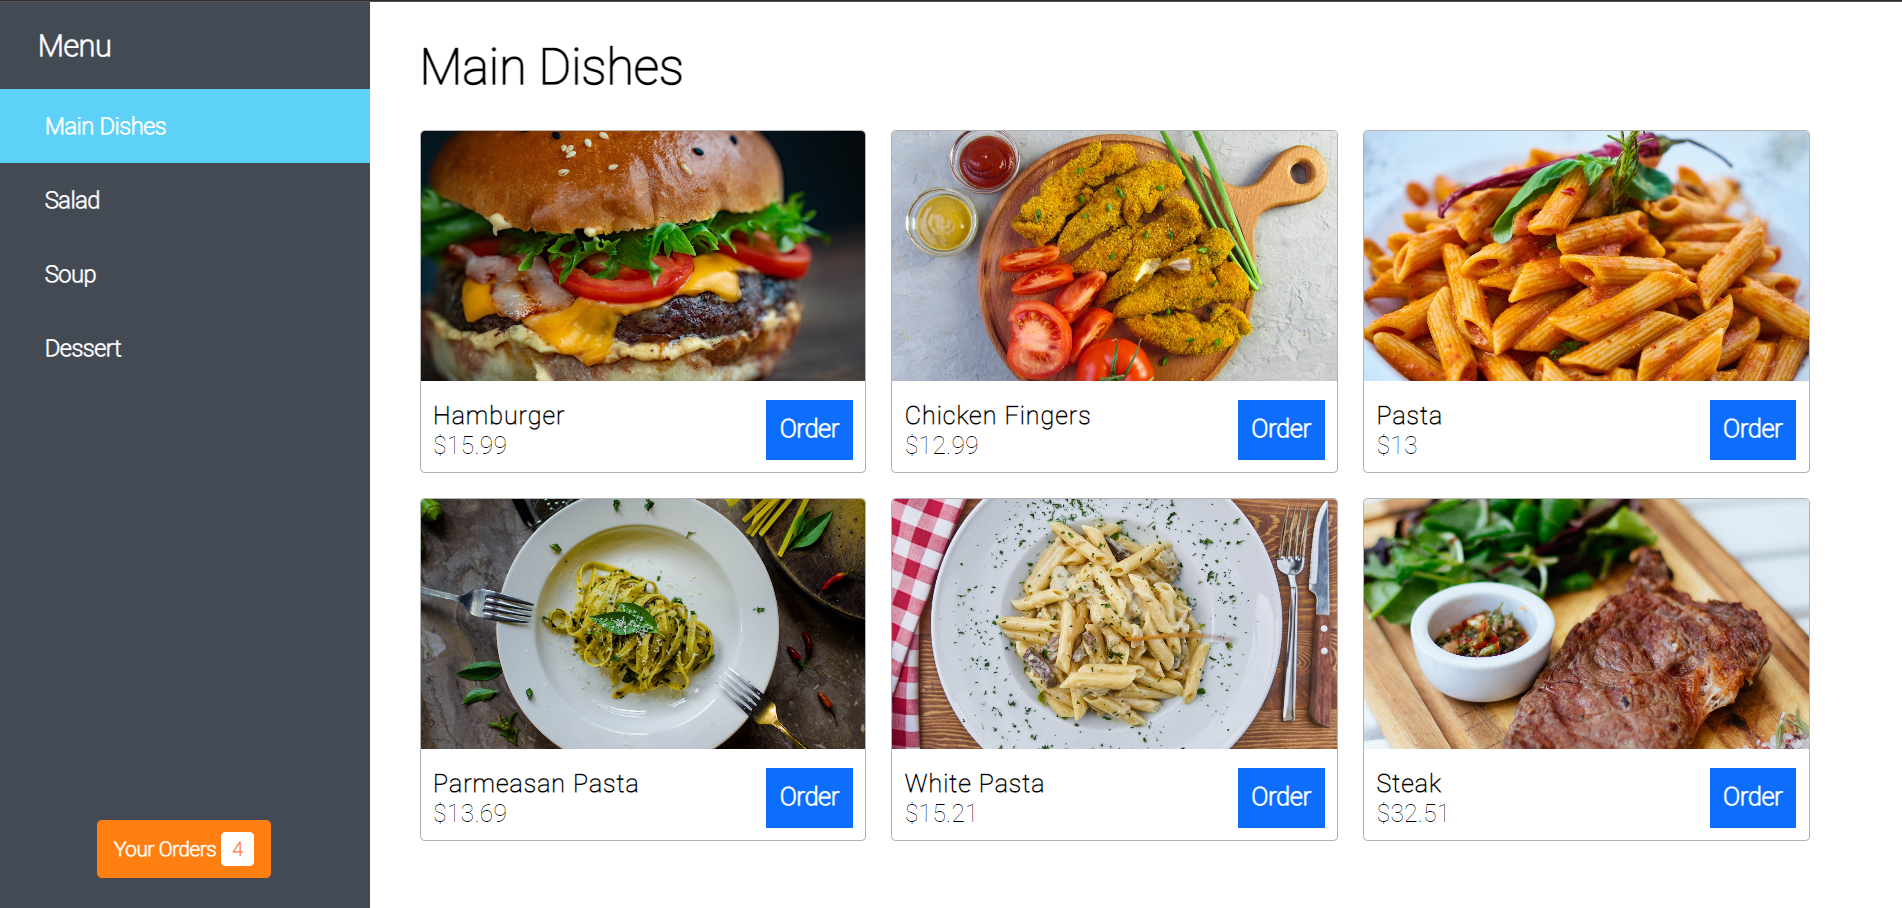 Menu
Main Dishes
Salad
Soup
Dessert
Your Orders 4
Main Dishes
Hamburger
$15.99
Order
Chicken Fingers
$12.99
Order
Pasta
$13
Order
Parmeasan Pasta
$13.69
Order
White Pasta
$15.21
Order
Steak
$32.51
Order